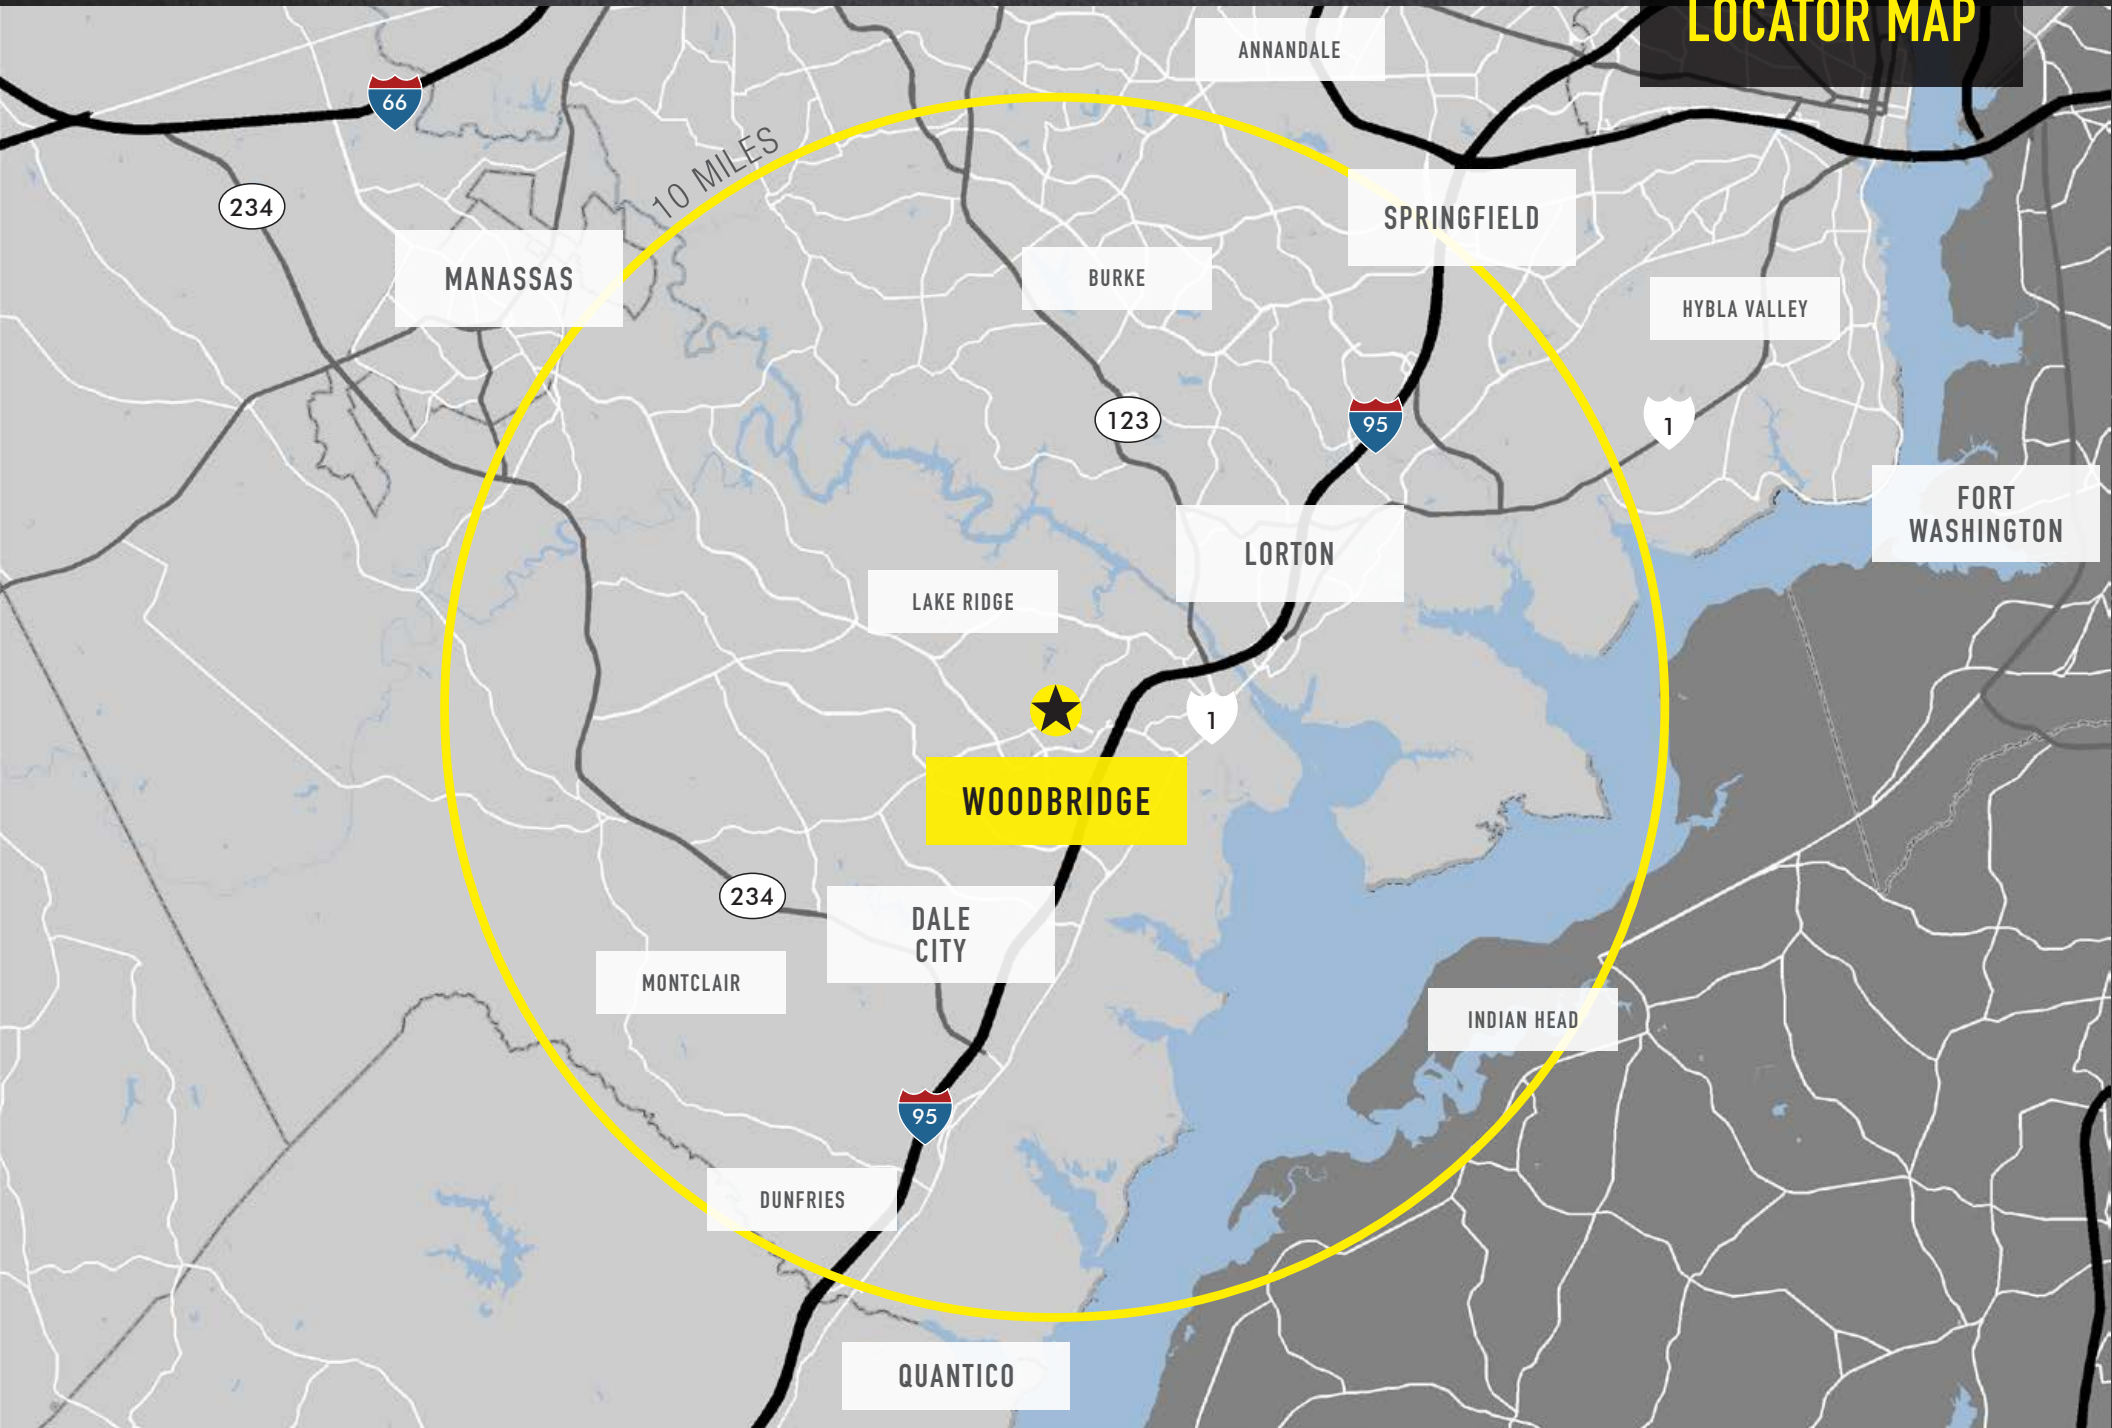 LOCATOR MAP
ANNANDALE
66
10 MILES
234
SPRINGFIELD
MANASSAS
BURKE
HYBLA VALLEY
123
95
1
FORT
WASHINGTON
LORTON
LAKE RIDGE
1
WOODBRIDGE
234
DALE
CITY
MONTCLAIR
INDIAN HEAD
95
DUNFRIES
QUANTICO